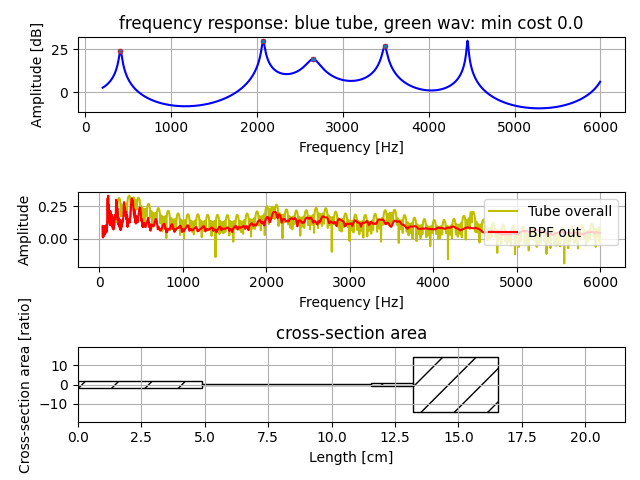 frequency response: blue tube, green wav: min cost 0.0
Amplitude [dB]
25
0
0 1000 2000 3000 4000 5000 6000
Frequency [Hz]
Amplitude
0.25
0.00
Tube overall
BPF out
0 1000 2000 3000 4000 5000 6000
Frequency [Hz]
cross-section area
Cross-section area [ratio]
10
0
−10
0.0 2.5 5.0 7.5 10.0 12.5 15.0 17.5 20.0
Length [cm]